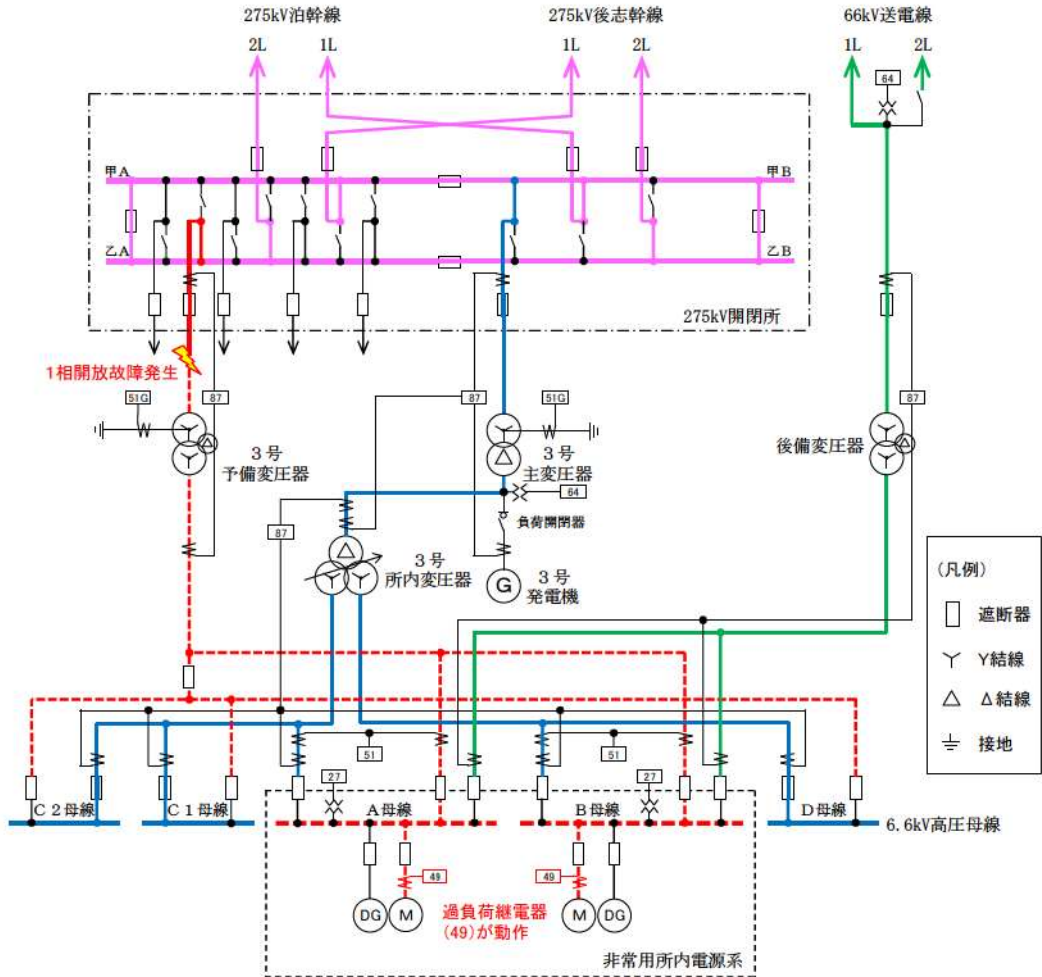 275kV泊幹線
275kV後志幹線
66kV送電線
2L
1L
1L
2L
1L
2L
64
甲A
甲B
乙A
乙B
275kV開閉所
1相開放故障発生
51G
87
51G
87
3号
予備変圧器
3号
主変圧器
後備変圧器
64
負荷開閉器
87
3号
所内変圧器
G
3号
発電機
(凡例)
遮断器
Y結線
Δ結線
接地
51
51
27
27
C2母線
C1母線
A母線
B母線
D母線
6.6kV高圧母線
49
49
DG
M
過負荷継電器
(49)が動作
M
DG
非常用所内電源系